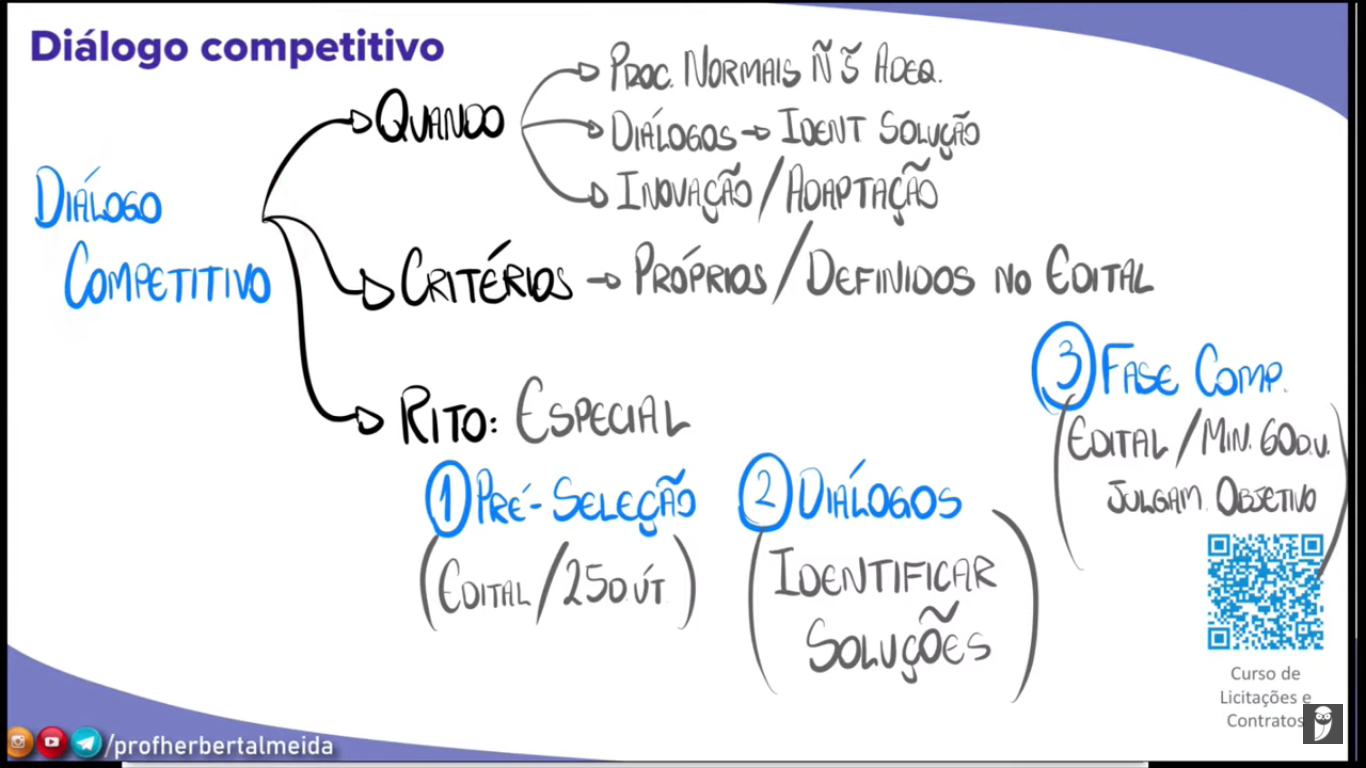 Diálogo competitivo
DIÁLOGO
COMPETITIVO
QUANDO
PROC. NORMAIS Ñ S̃ ADEQ.
DIÁLOGOS → IDENT SOLUÇÃO
INOVAÇÃO / ADAPTAÇÃO
CRITÉRIOS → PRÓPRIOS / DEFINIDOS NO EDITAL
RITO: ESPECIAL
1 PRÉ-SELEÇÃO
(EDITAL / 25D ÚT.)
2 DIÁLOGOS
(IDENTIFICAR
SOLUÇÕES)
3 FASE COMP.
(EDITAL / MIN. 60 D.U.
JULGAM. OBJETIVO)
Curso de
Licitações e
Contratos
/profherbertalmeida